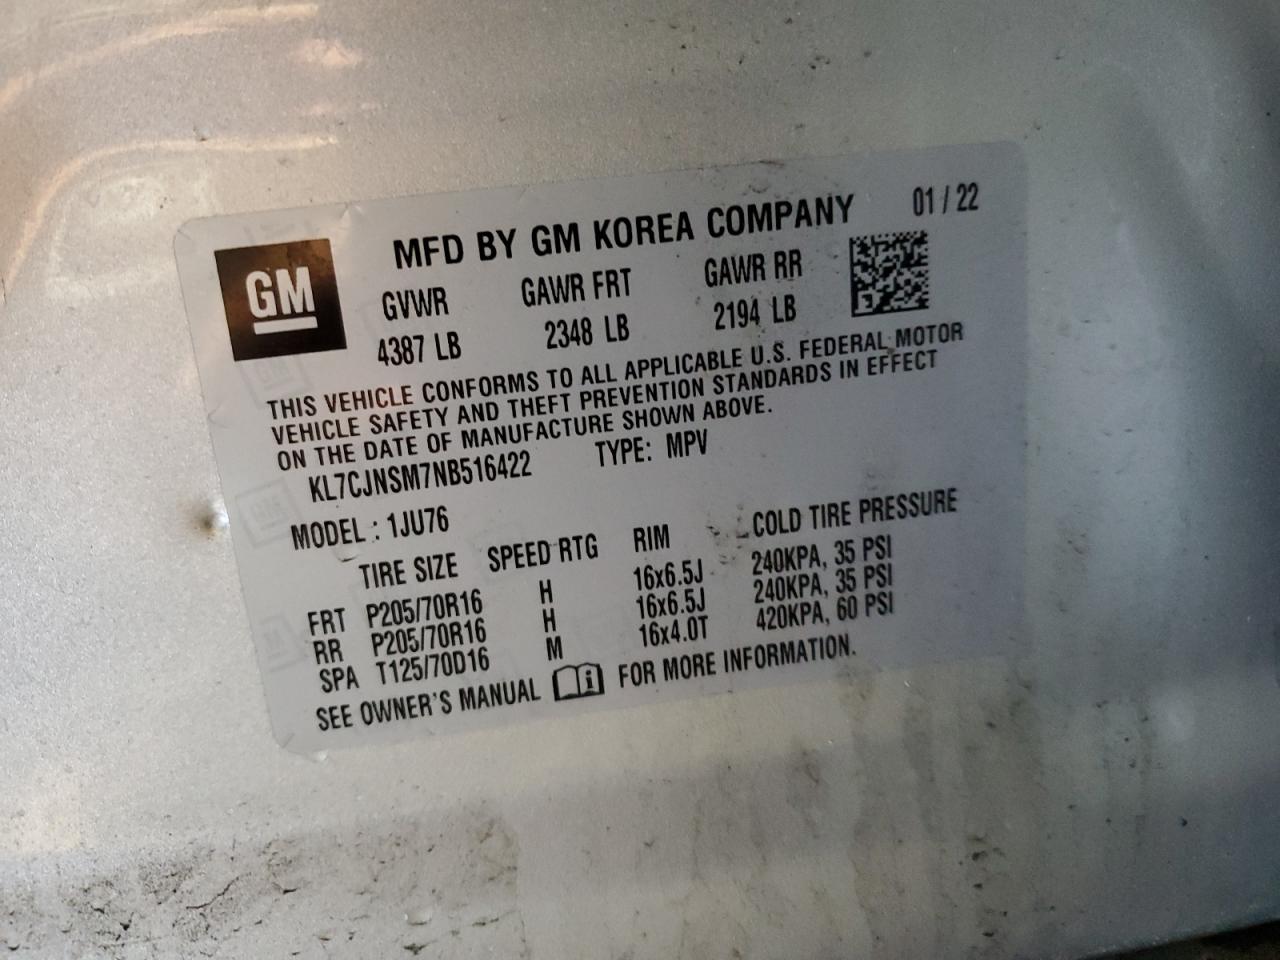 GM
MFD BY GM KOREA COMPANY 01 / 22
GVWR GAWR FRT GAWR RR
4387 LB 2348 LB 2194 LB
THIS VEHICLE CONFORMS TO ALL APPLICABLE U.S. FEDERAL MOTOR
VEHICLE SAFETY AND THEFT PREVENTION STANDARDS IN EFFECT
ON THE DATE OF MANUFACTURE SHOWN ABOVE.
KL7CJNSM7NB516422 TYPE: MPV
MODEL : 1JU76
TIRE SIZE SPEED RTG RIM COLD TIRE PRESSURE
FRT P205/70R16 H 16x6.5J 240KPA, 35 PSI
RR P205/70R16 H 16x6.5J 240KPA, 35 PSI
SPA T125/70D16 M 16x4.0T 420KPA, 60 PSI
SEE OWNER'S MANUAL FOR MORE INFORMATION.